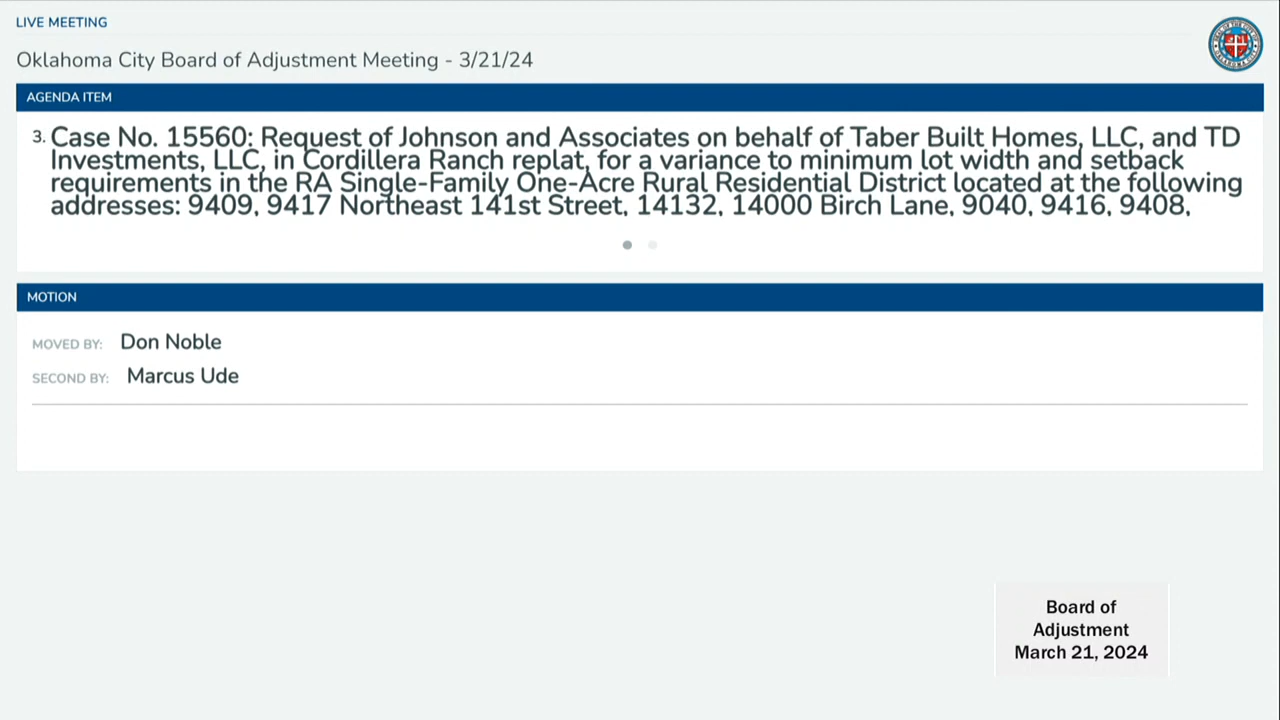 LIVE MEETING
Oklahoma City Board of Adjustment Meeting - 3/21/24
AGENDA ITEM
3. Case No. 15560: Request of Johnson and Associates on behalf of Taber Built Homes, LLC, and TD
Investments, LLC, in Cordillera Ranch replat, for a variance to minimum lot width and setback
requirements in the RA Single-Family One-Acre Rural Residential District located at the following
addresses: 9409, 9417 Northeast 141st Street, 14132, 14000 Birch Lane, 9040, 9416, 9408,
MOTION
MOVED BY: Don Noble
SECOND BY: Marcus Ude
Board of
Adjustment
March 21, 2024